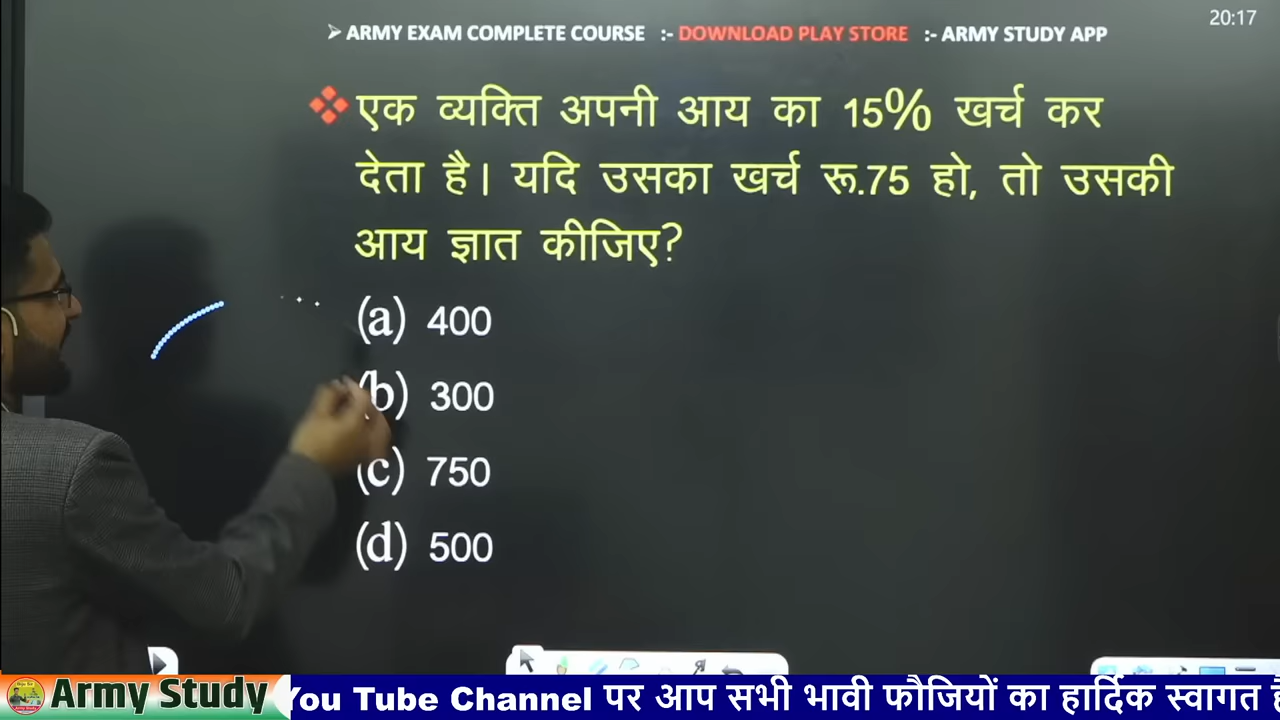 20:17
➢ ARMY EXAM COMPLETE COURSE :- DOWNLOAD PLAY STORE :- ARMY STUDY APP
❖ एक व्यक्ति अपनी आय का 15% खर्च कर
देता है। यदि उसका खर्च रू.75 हो, तो उसकी
आय ज्ञात कीजिए?
(a) 400
(b) 300
(c) 750
(d) 500
Army Study You Tube Channel पर आप सभी भावी फौजियों का हार्दिक स्वागत है